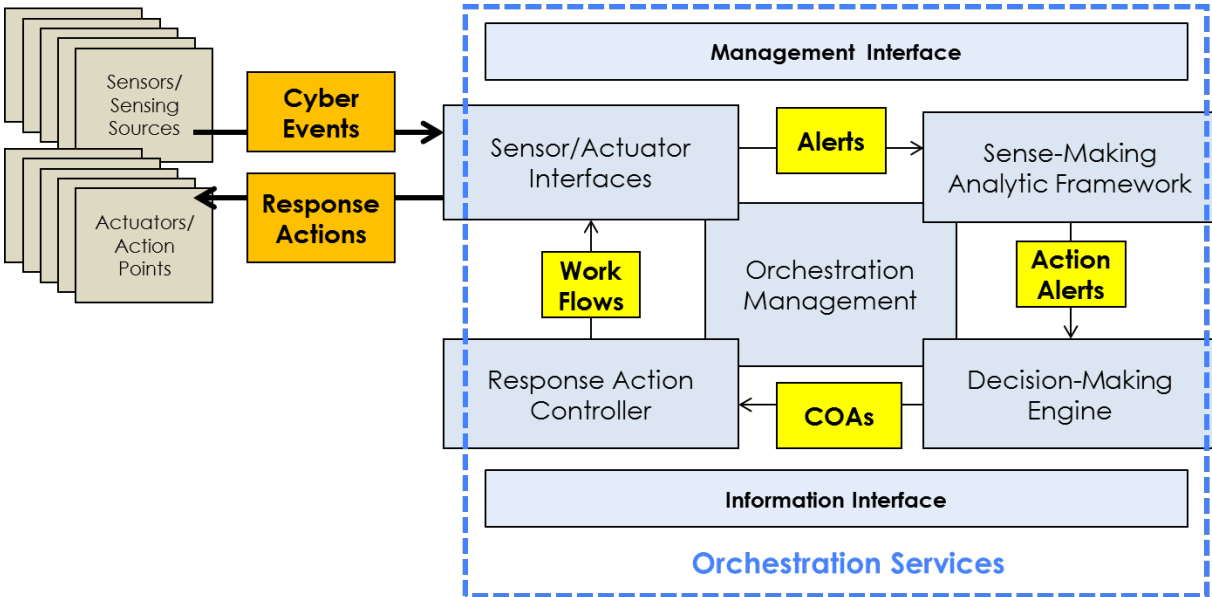 Management Interface
Sensors/
Sensing
Sources
Cyber
Events
Sensor/Actuator
Interfaces
Alerts
Sense-Making
Analytic Framework
Actuators/
Action
Points
Response
Actions
Work
Flows
Orchestration
Management
Action
Alerts
Response Action
Controller
COAs
Decision-Making
Engine
Information Interface
Orchestration Services